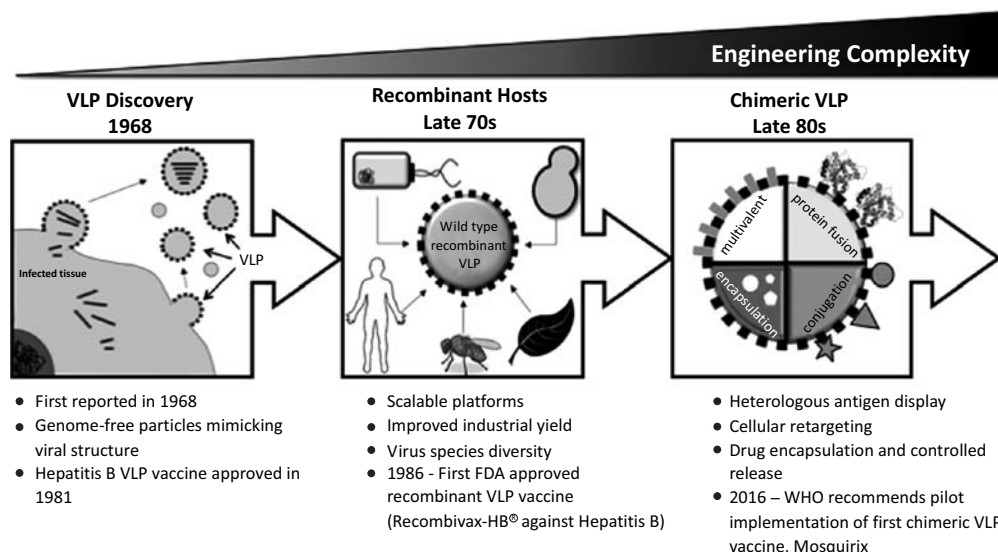 Engineering Complexity
VLP Discovery
1968
Recombinant Hosts
Late 70s
Chimeric VLP
Late 80s
Infected tissue
VLP
Wild type
recombinant
VLP
multivalent
protein fusion
encapsulation
conjugation
• First reported in 1968
• Genome-free particles mimicking
viral structure
• Hepatitis B VLP vaccine approved in
1981
• Scalable platforms
• Improved industrial yield
• Virus species diversity
• 1986 - First FDA approved
recombinant VLP vaccine
(Recombivax-HB® against Hepatitis B)
• Heterologous antigen display
• Cellular retargeting
• Drug encapsulation and controlled
release
• 2016 – WHO recommends pilot
implementation of first chimeric VLP
vaccine, Mosquirix